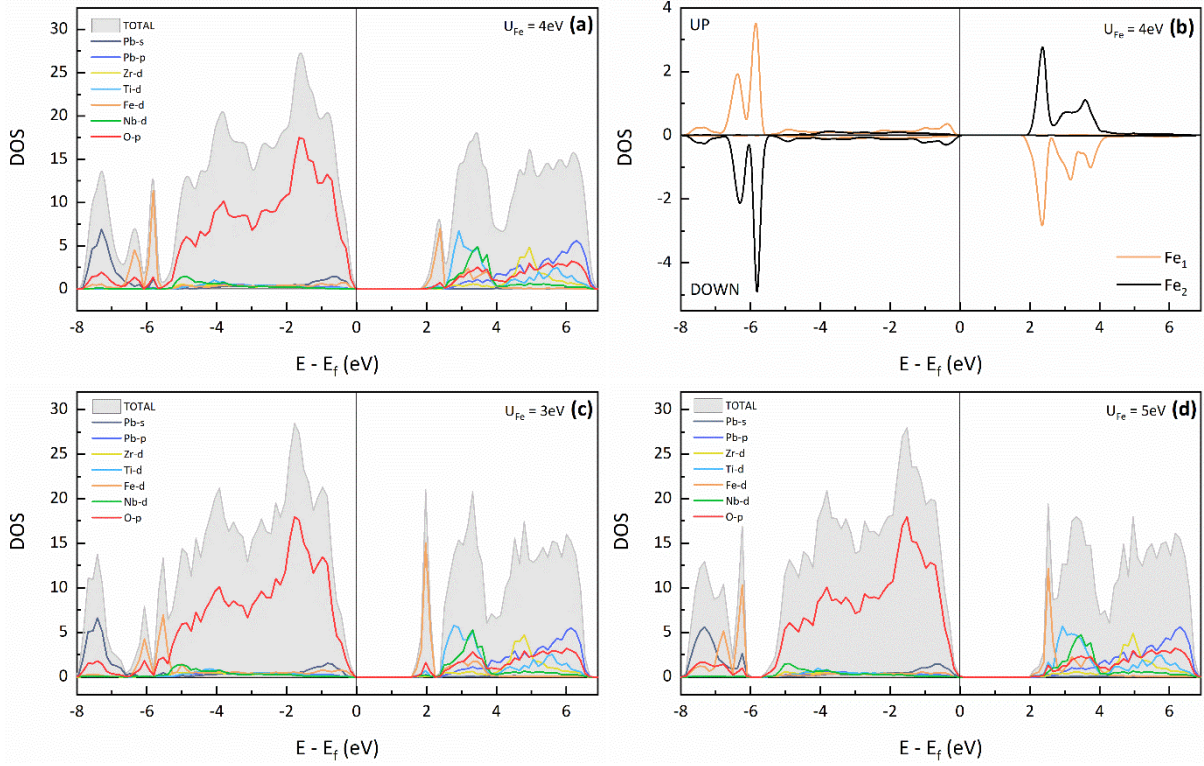 (a)
U_Fe = 4eV
TOTAL
Pb-s
Pb-p
Zr-d
Ti-d
Fe-d
Nb-d
O-p
DOS
30
25
20
15
10
5
0
-8 -6 -4 -2 0 2 4 6
E - E_f (eV)
(b)
U_Fe = 4eV
UP
DOWN
Fe_1
Fe_2
DOS
4
2
0
-2
-4
-8 -6 -4 -2 0 2 4 6
E - E_f (eV)
(c)
U_Fe = 3eV
TOTAL
Pb-s
Pb-p
Zr-d
Ti-d
Fe-d
Nb-d
O-p
DOS
30
25
20
15
10
5
0
-8 -6 -4 -2 0 2 4 6
E - E_f (eV)
(d)
U_Fe = 5eV
TOTAL
Pb-s
Pb-p
Zr-d
Ti-d
Fe-d
Nb-d
O-p
DOS
30
25
20
15
10
5
0
-8 -6 -4 -2 0 2 4 6
E - E_f (eV)